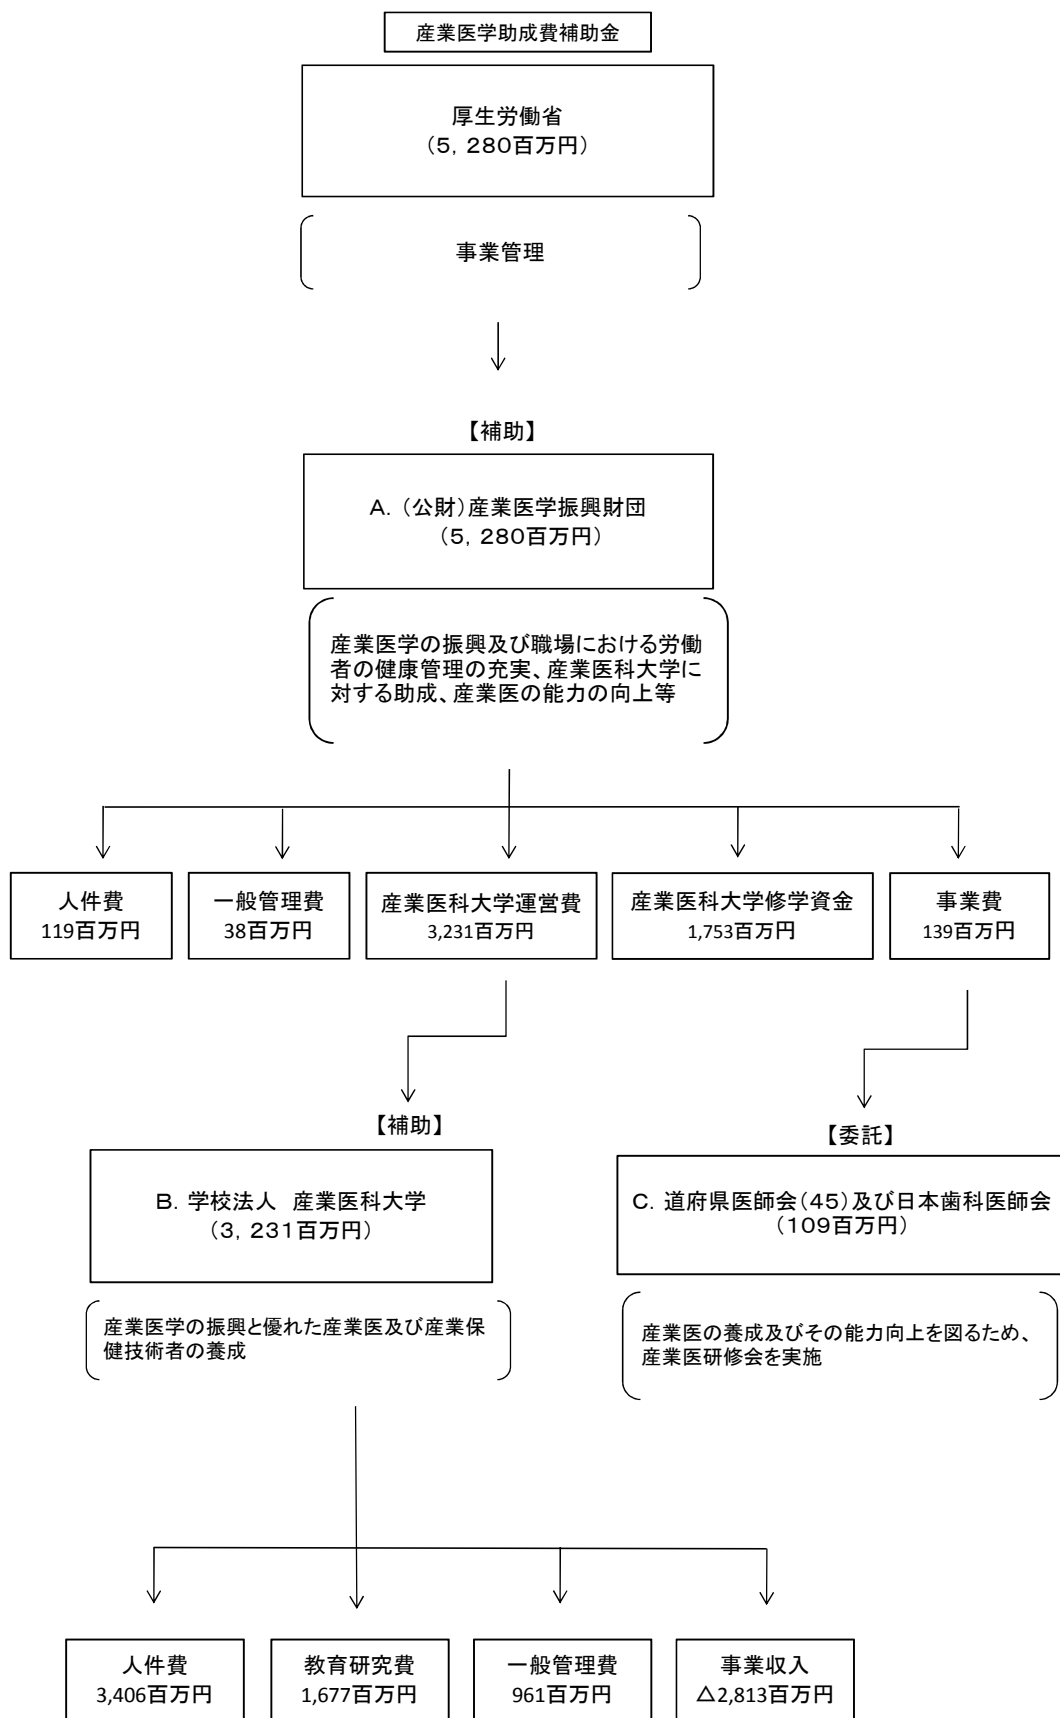 産業医学助成費補助金
厚生労働省
（５，２８０百万円）
事業管理
【補助】
A．（公財）産業医学振興財団
（５，２８０百万円）
産業医学の振興及び職場における労働
者の健康管理の充実、産業医科大学に
対する助成、産業医の能力の向上等
人件費
119百万円
一般管理費
38百万円
産業医科大学運営費
3,231百万円
産業医科大学修学資金
1,753百万円
事業費
139百万円
【補助】
B．学校法人　産業医科大学
（３，２３１百万円）
産業医学の振興と優れた産業医及び産業保
健技術者の養成
【委託】
C．道府県医師会（４５）及び日本歯科医師会
（１０９百万円）
産業医の養成及びその能力向上を図るため、
産業医研修会を実施
人件費
3,406百万円
教育研究費
1,677百万円
一般管理費
961百万円
事業収入
△2,813百万円